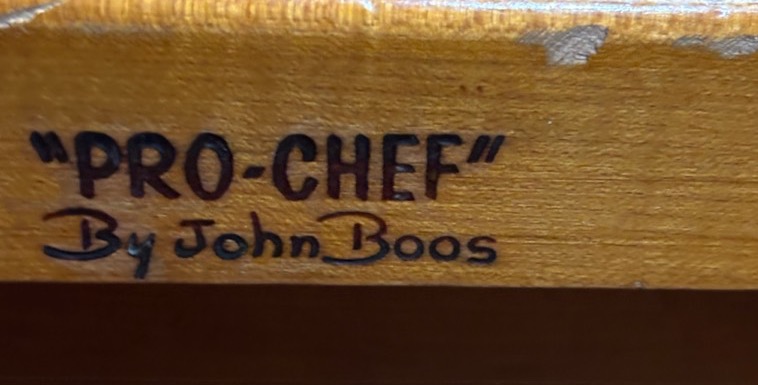 "PRO-CHEF"
By John Boos